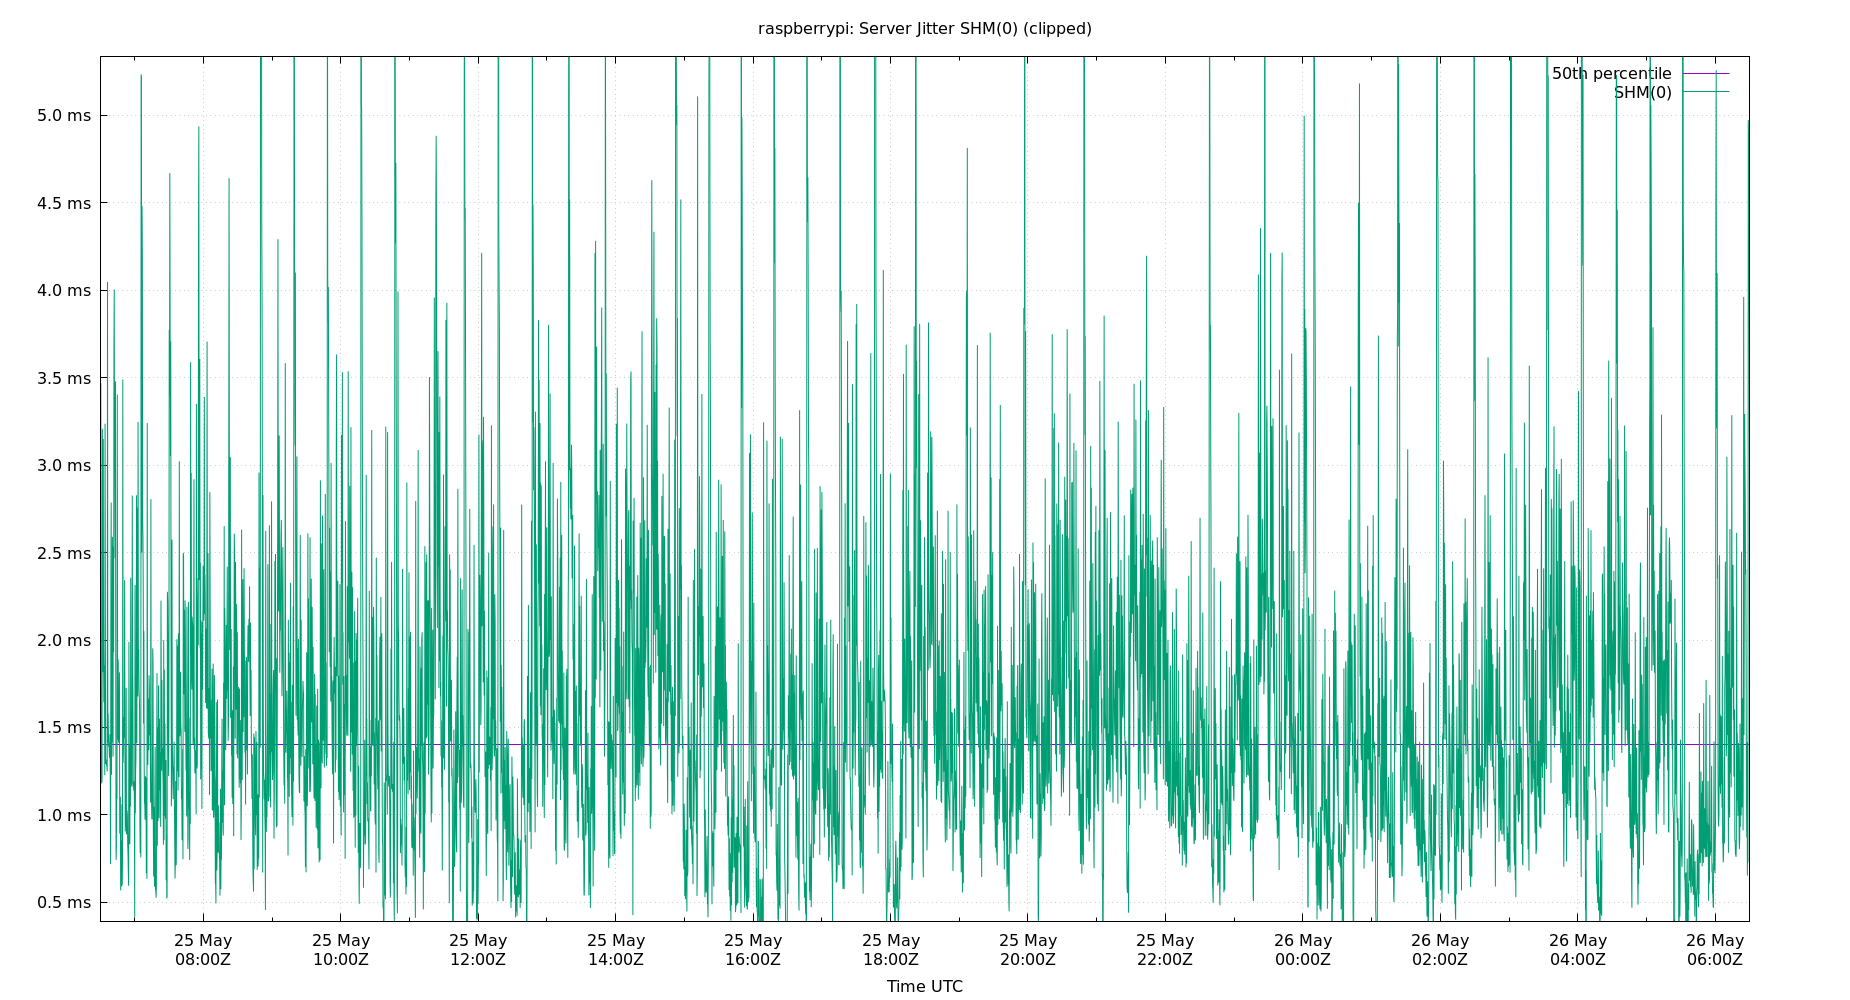 raspberrypi: Server Jitter SHM(0) (clipped)
50th percentile
SHM(0)
5.0 ms
4.5 ms
4.0 ms
3.5 ms
3.0 ms
2.5 ms
2.0 ms
1.5 ms
1.0 ms
0.5 ms
25 May 25 May 25 May 25 May 25 May 25 May 25 May 25 May 26 May 26 May 26 May 26 May
08:00Z 10:00Z 12:00Z 14:00Z 16:00Z 18:00Z 20:00Z 22:00Z 00:00Z 02:00Z 04:00Z 06:00Z
Time UTC